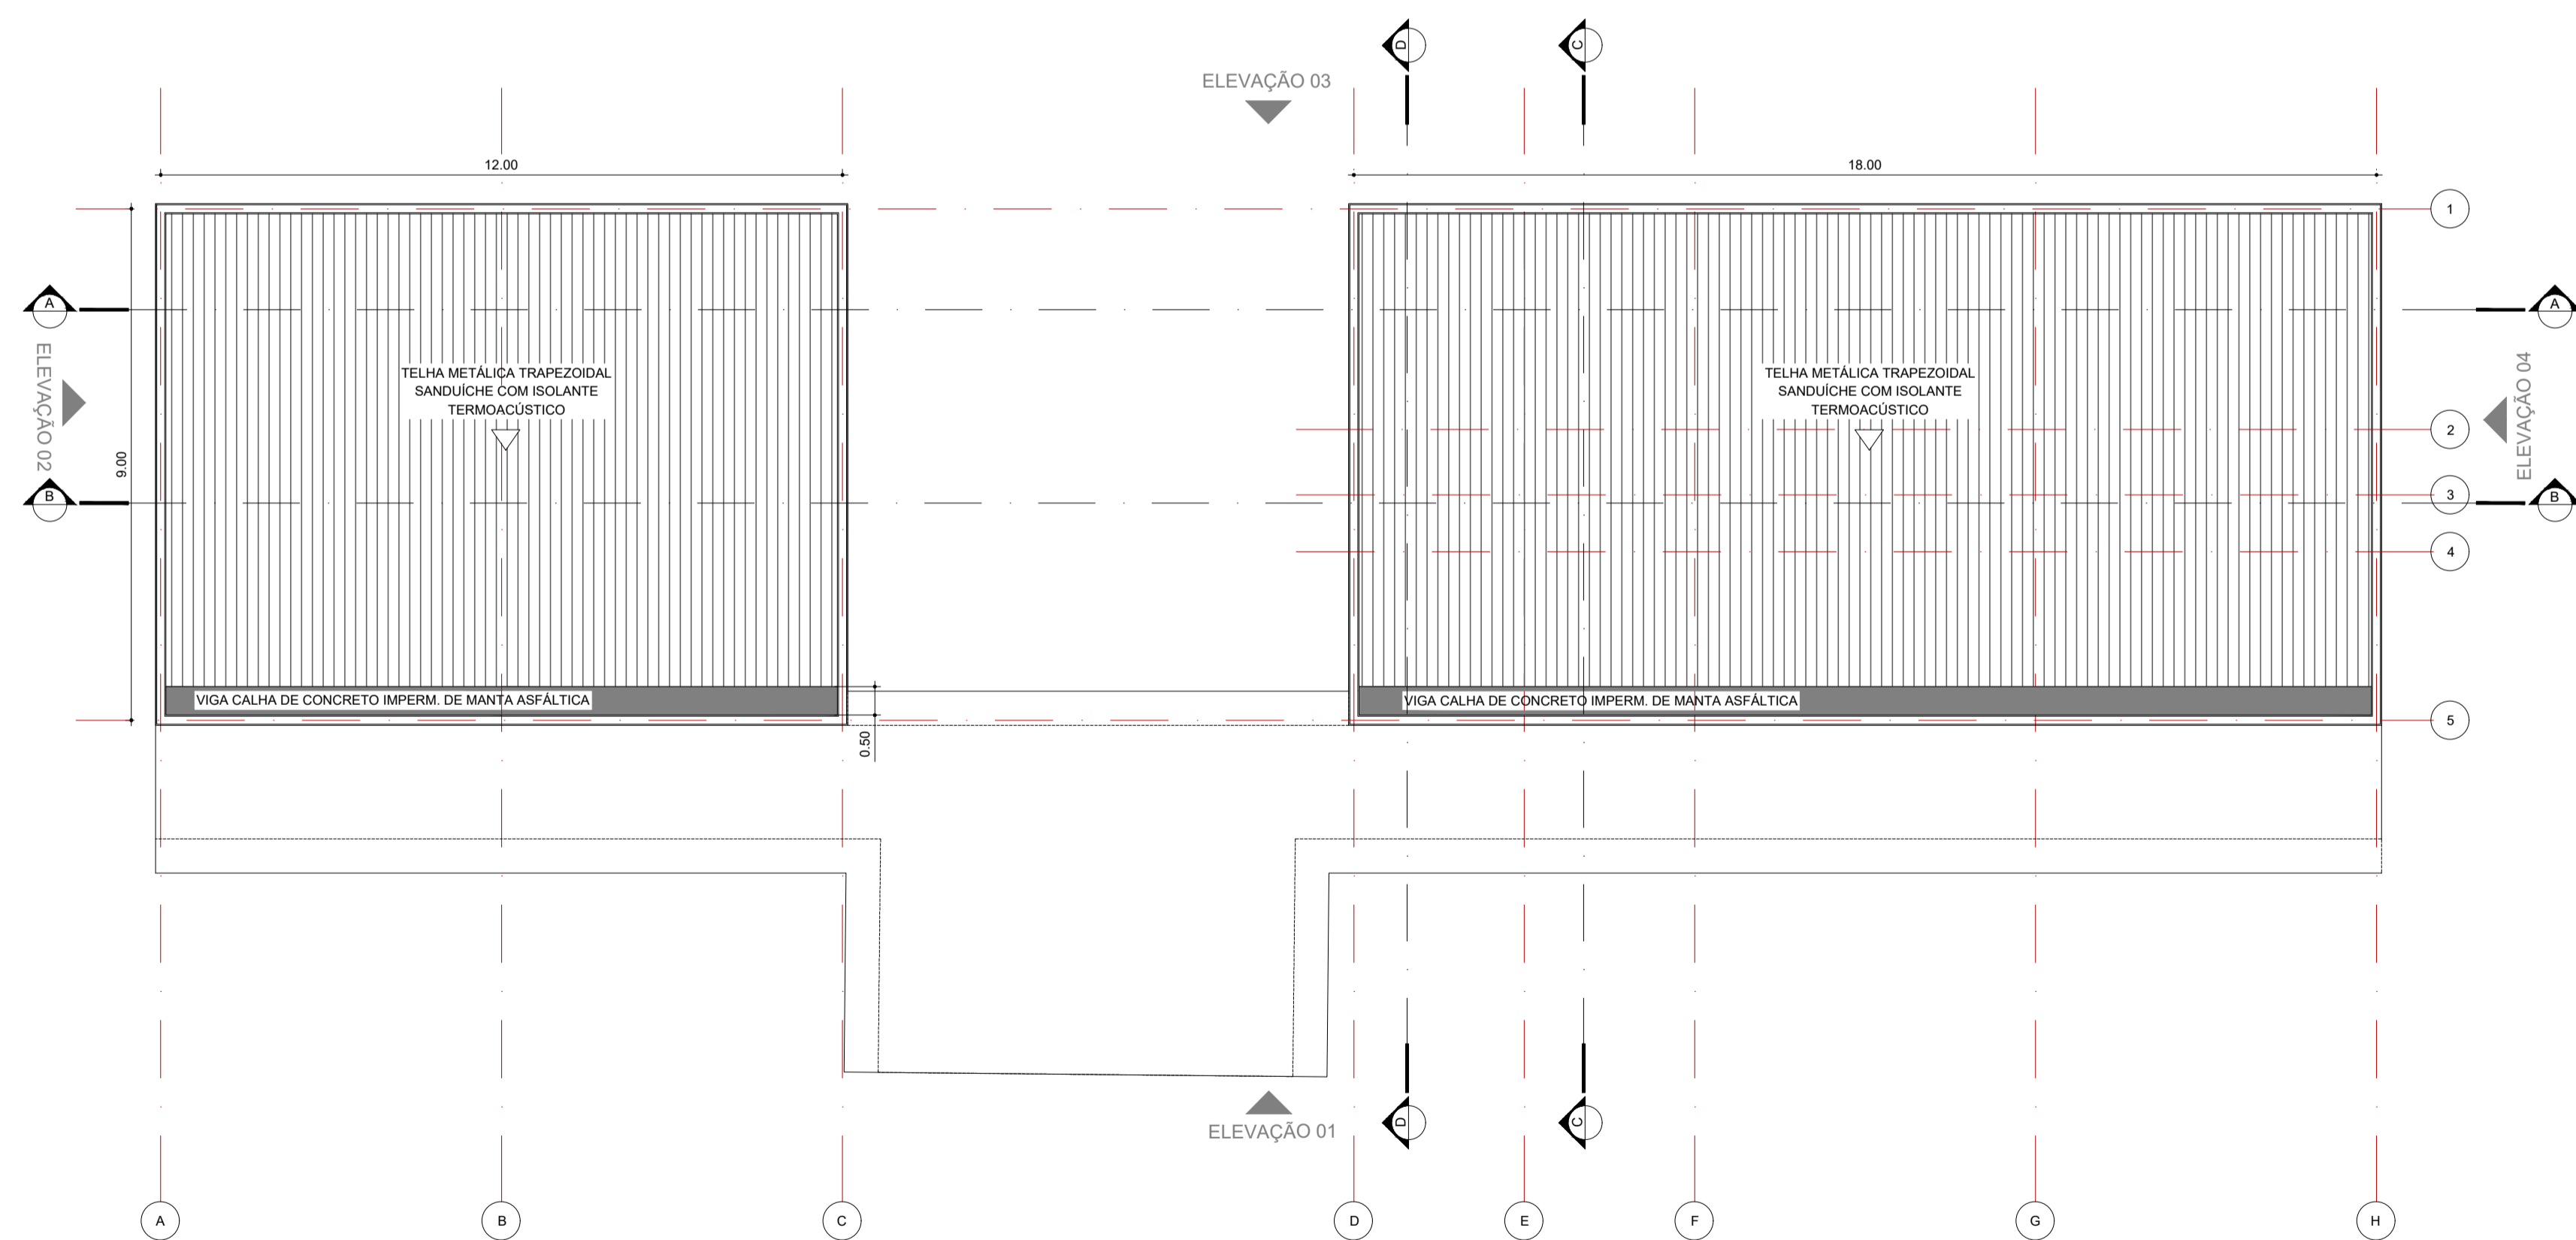 D
C
ELEVAÇÃO 03
12.00
18.00
1
A
A
ELEVAÇÃO 02
9.00
TELHA METÁLICA TRAPEZOIDAL
SANDUÍCHE COM ISOLANTE
TERMOACÚSTICO
TELHA METÁLICA TRAPEZOIDAL
SANDUÍCHE COM ISOLANTE
TERMOACÚSTICO
ELEVAÇÃO 04
2
3
B
B
4
VIGA CALHA DE CONCRETO IMPERM. DE MANTA ASFÁLTICA
VIGA CALHA DE CONCRETO IMPERM. DE MANTA ASFÁLTICA
5
0.50
ELEVAÇÃO 01
D
C
A
B
C
D
E
F
G
H